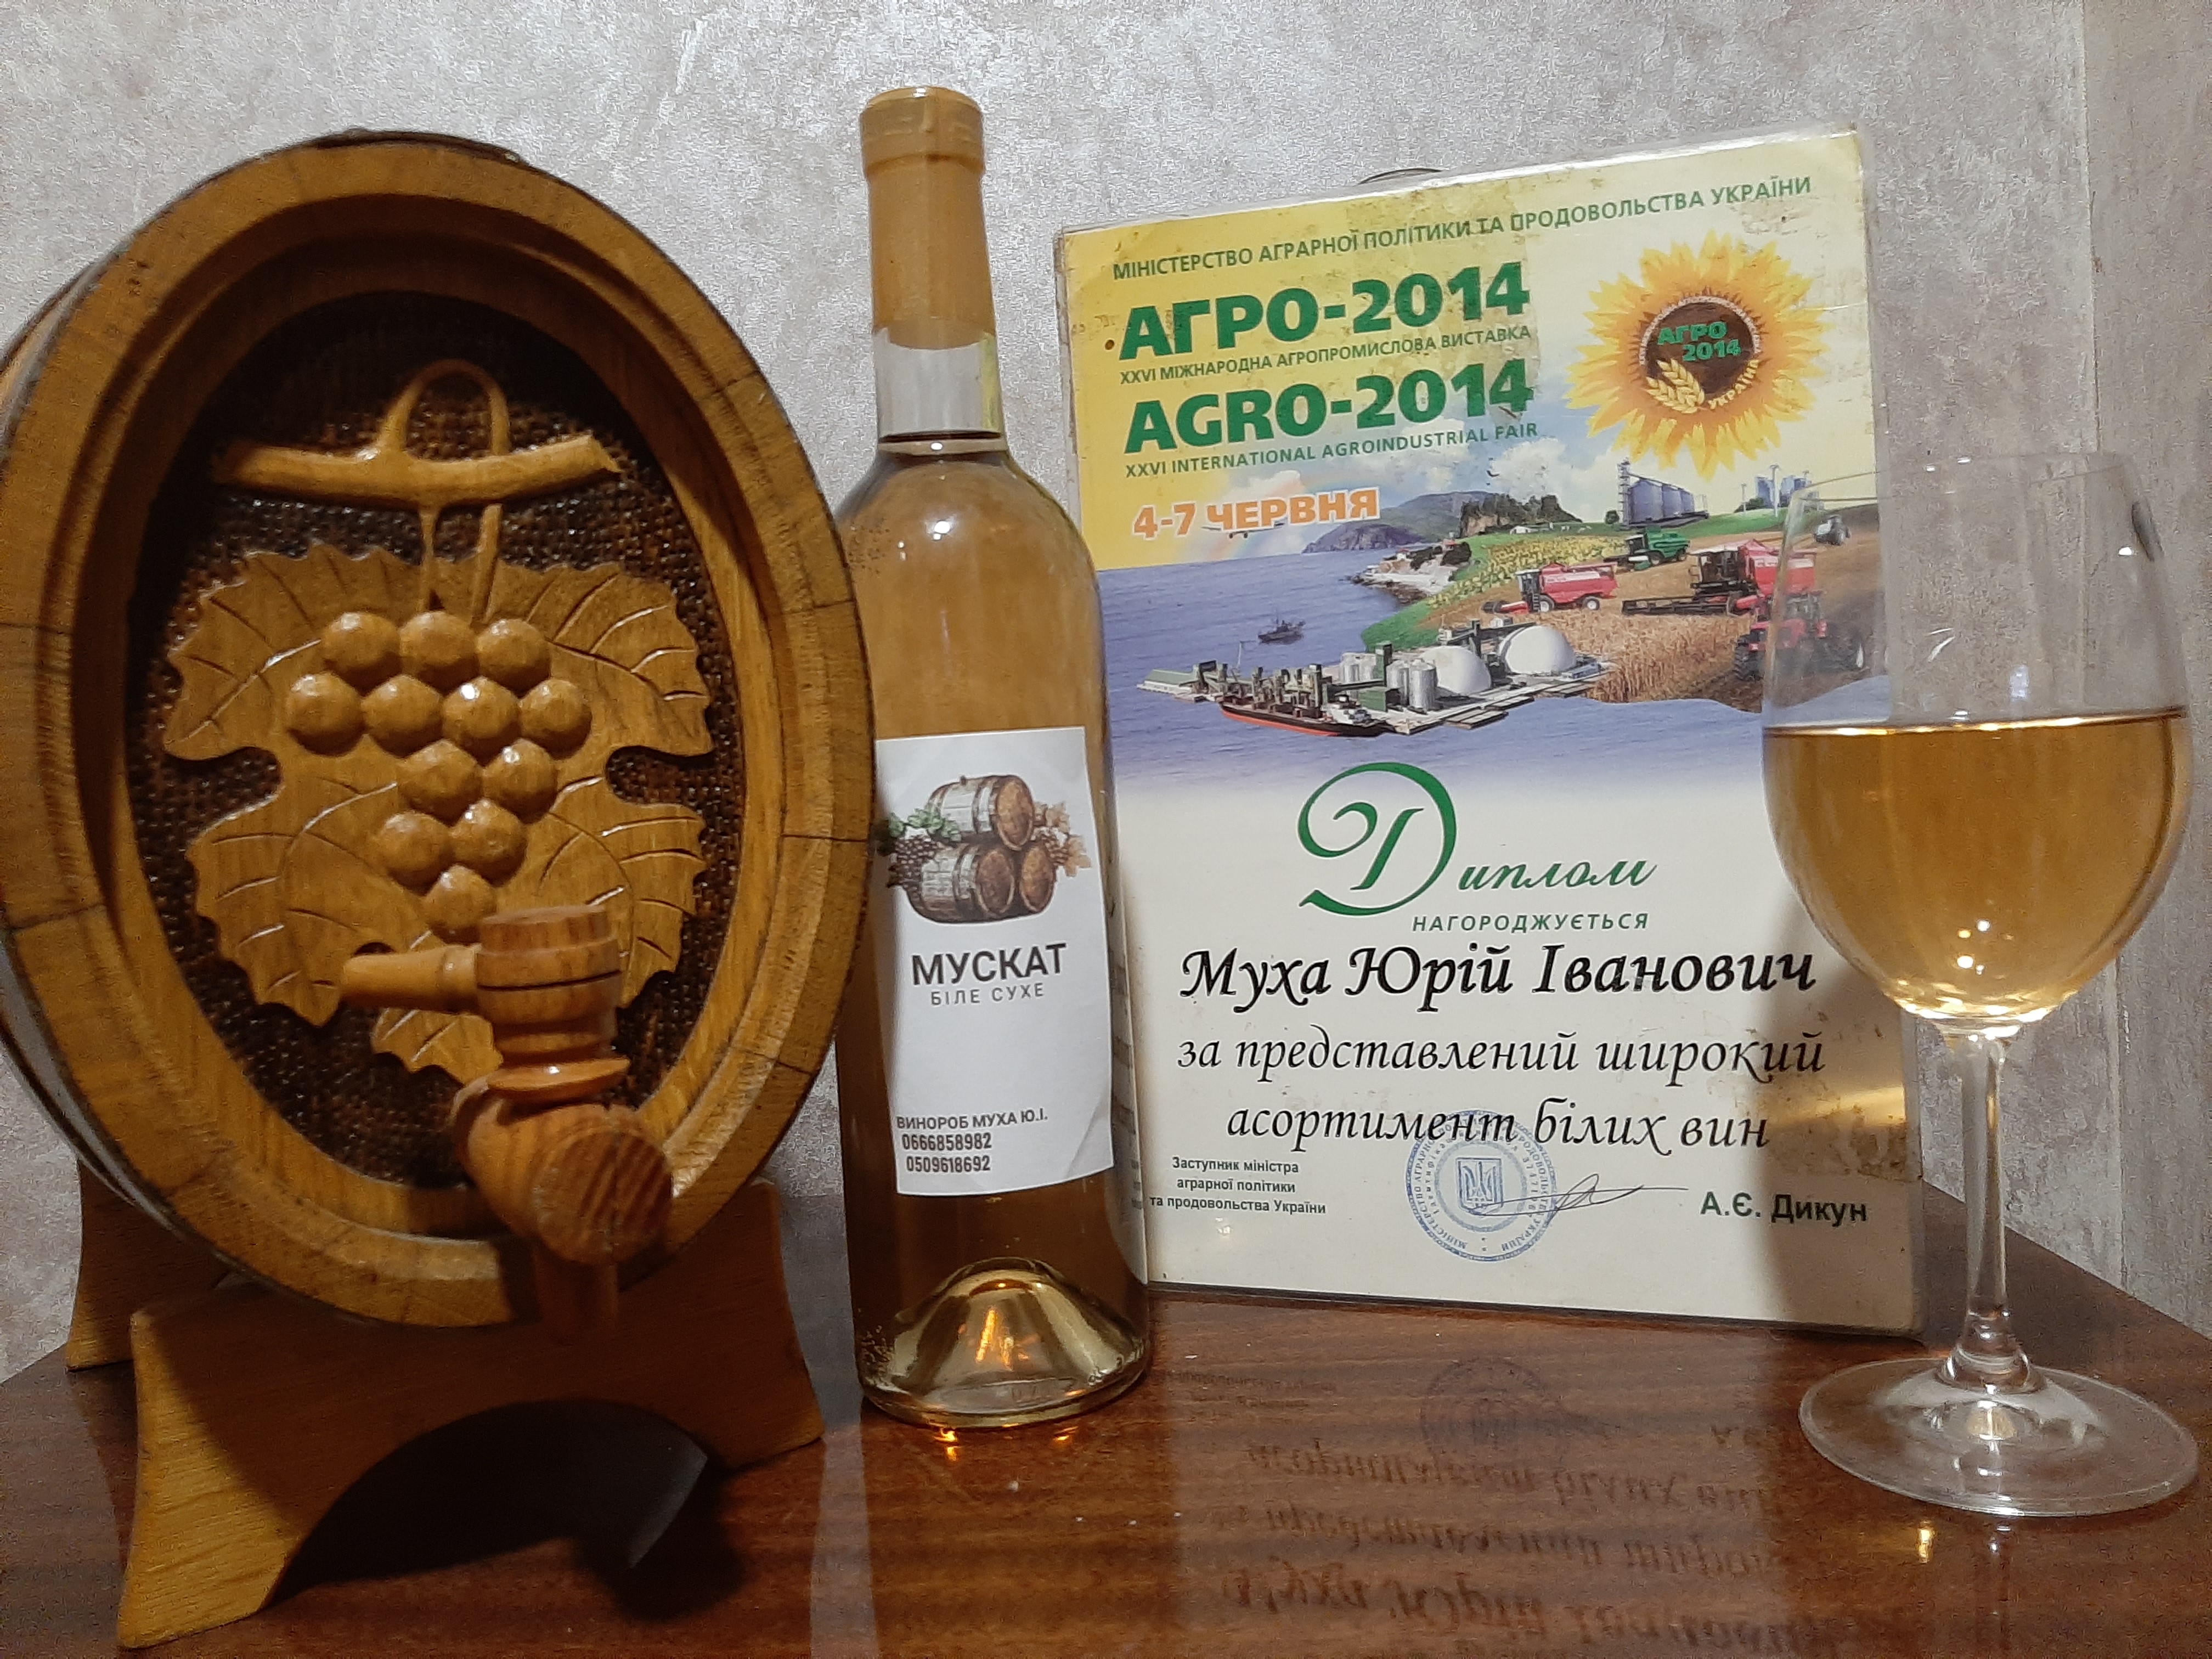 МУСКАТ
БІЛЕ СУХЕ
ВИНОРОБ МУХА Ю.І.
0666858982
0509618692
МІНІСТЕРСТВО АГРАРНОЇ ПОЛІТИКИ ТА ПРОДОВОЛЬСТВА УКРАЇНИ
АГРО-2014
XXVI МІЖНАРОДНА АГРОПРОМИСЛОВА ВИСТАВКА
AGRO-2014
XXVI INTERNATIONAL AGROINDUSTRIAL FAIR
4-7 ЧЕРВНЯ
АГРО
2014
УКРАЇНА
Диплом
НАГОРОДЖУЄТЬСЯ
Муха Юрій Іванович
за представлений широкий
асортимент білих вин
Заступник міністра
аграрної політики
та продовольства України
А.Є. Дикун